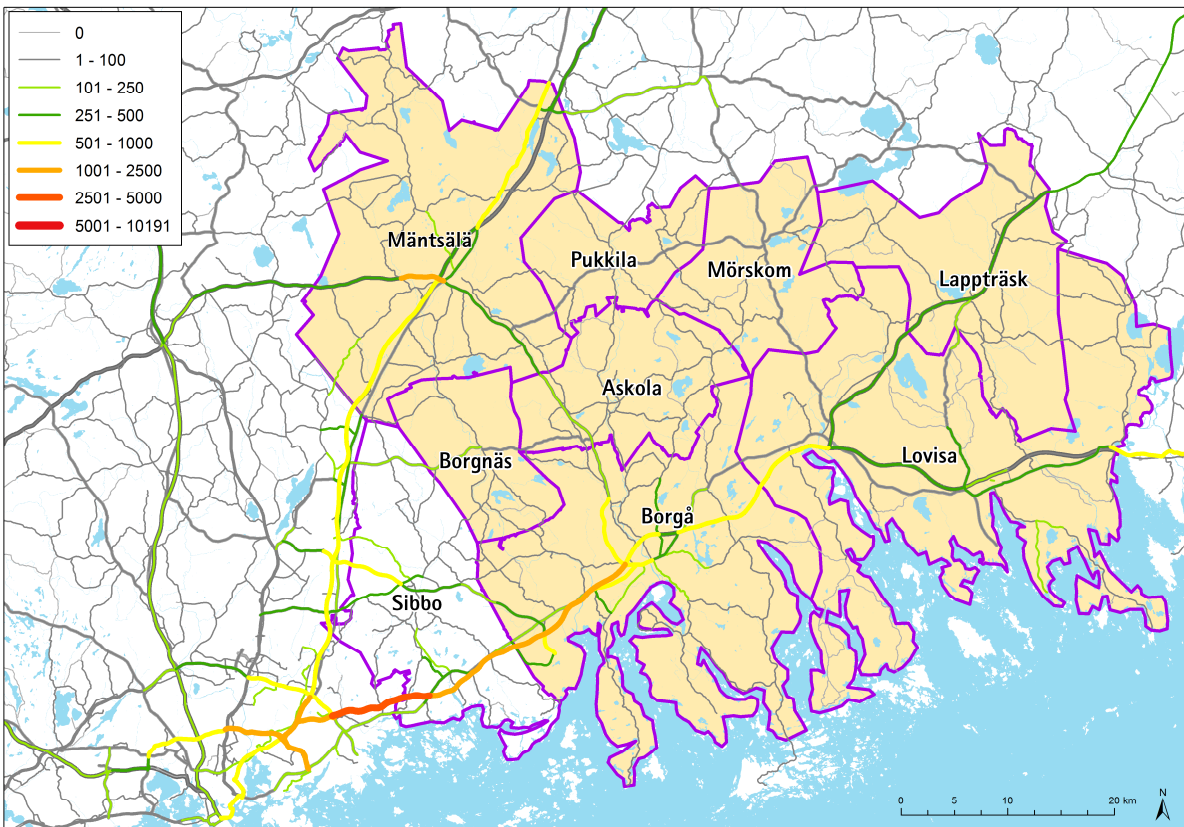 0
1 - 100
101 - 250
251 - 500
501 - 1000
1001 - 2500
2501 - 5000
5001 - 10191
Mäntsälä
Pukkila
Mörskom
Lappträsk
Askola
Borgnäs
Lovisa
Borgå
Sibbo
0 5 10 20 km
N